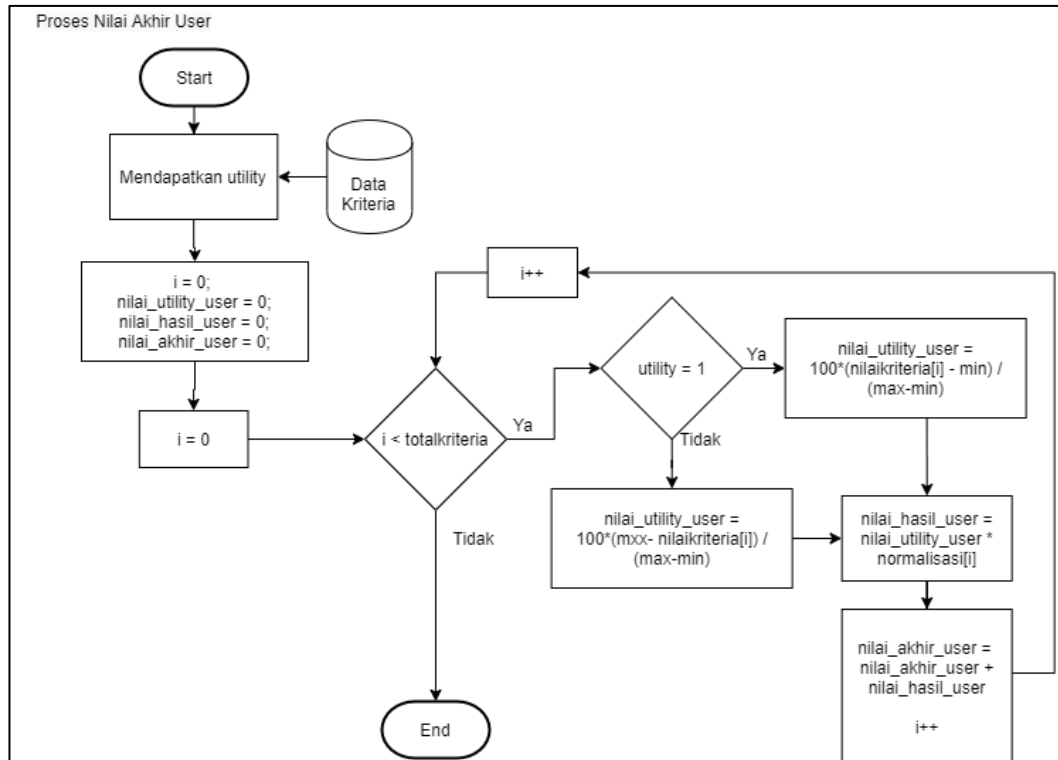 Proses Nilai Akhir User
Start
Mendapatkan utility
Data
Kriteria
i = 0;
nilai_utility_user = 0;
nilai_hasil_user = 0;
nilai_akhir_user = 0;
i = 0
i++
i < totalkriteria
Ya
Tidak
utility = 1
Ya
Tidak
nilai_utility_user =
100*(nilaikriteria[i] - min) /
(max-min)
nilai_utility_user =
100*(mxx- nilaikriteria[i]) /
(max-min)
nilai_hasil_user =
nilai_utility_user *
normalisasi[i]
nilai_akhir_user =
nilai_akhir_user +
nilai_hasil_user
i++
End